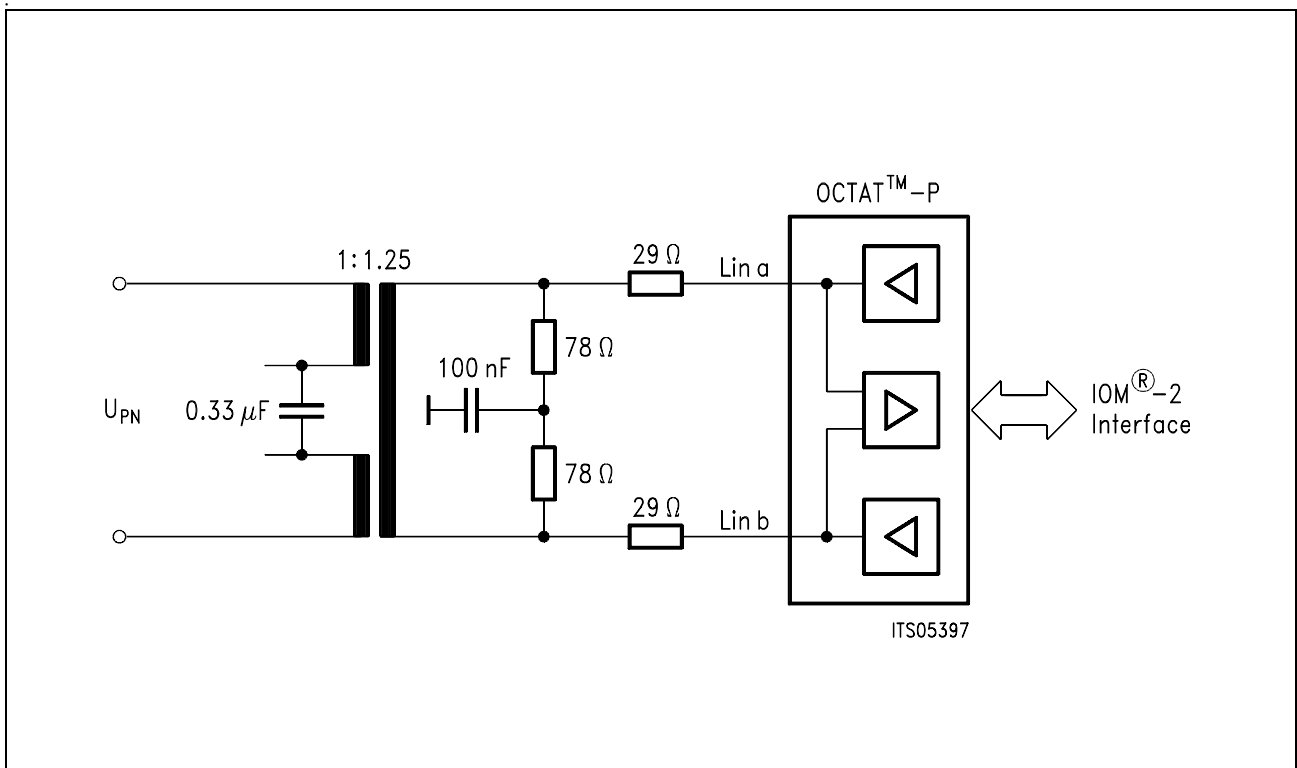 OCTAT™-P
1:1.25
29 Ω
Lin a
78 Ω
100 nF
IOM®-2
Interface
U_PN
0.33 μF
78 Ω
29 Ω
Lin b
ITS05397